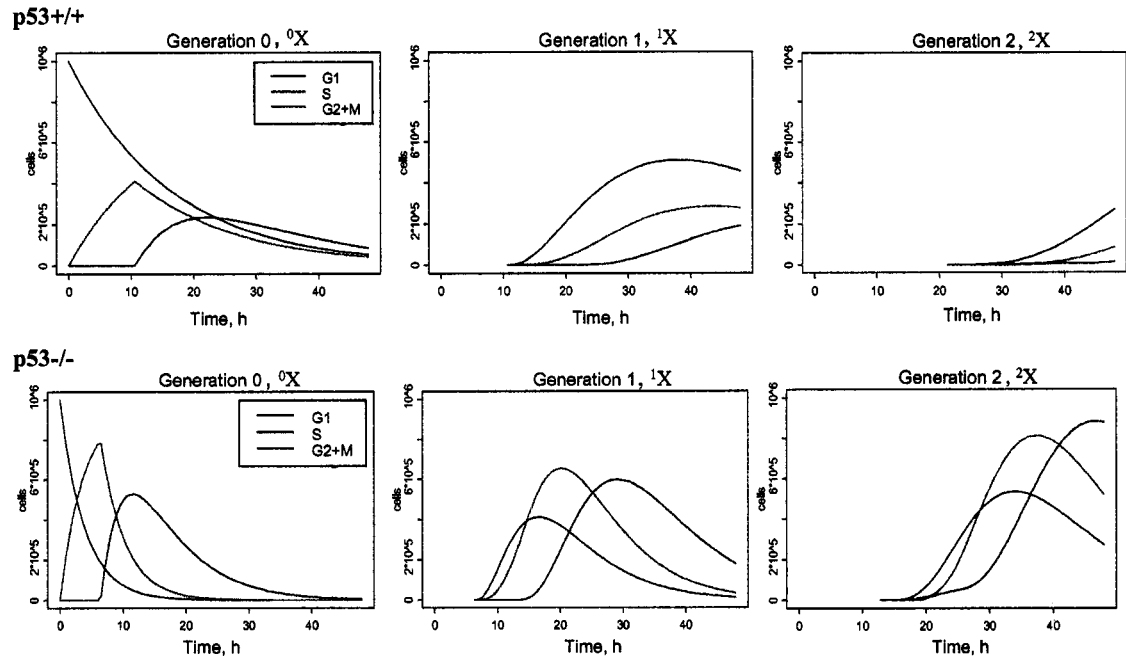 p53+/+
Generation 0, ⁰X
Generation 1, ¹X
Generation 2, ²X
G1
S
G2+M
10^6
6*10^5
cells
2*10^5
0
10^6
6*10^5
cells
2*10^5
0
10^6
6*10^5
cells
2*10^5
0
0 10 20 30 40
0 10 20 30 40
0 10 20 30 40
Time, h
Time, h
Time, h
p53-/-
Generation 0, ⁰X
Generation 1, ¹X
Generation 2, ²X
G1
S
G2+M
10^6
6*10^5
cells
2*10^5
0
10^6
6*10^5
cells
2*10^5
0
10^6
6*10^5
cells
2*10^5
0
0 10 20 30 40
0 10 20 30 40
0 10 20 30 40
Time, h
Time, h
Time, h